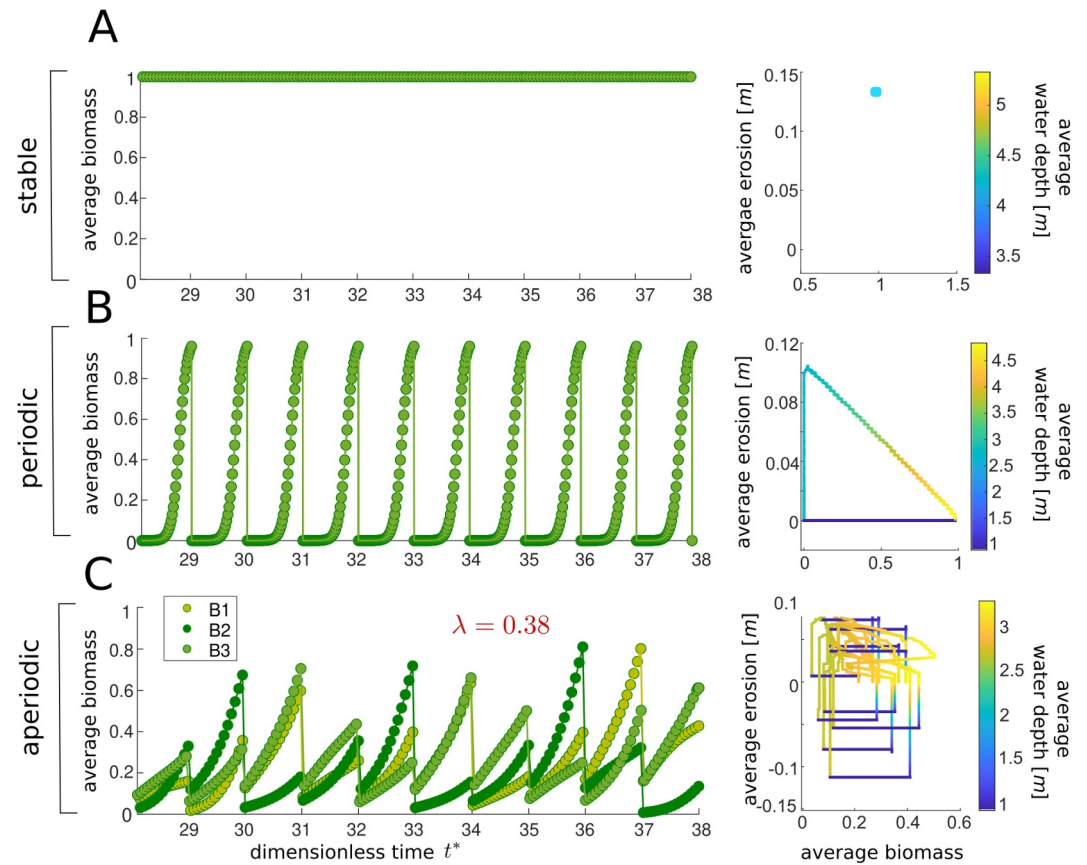 A
stable
average biomass
1
0.8
0.6
0.4
0.2
0
29 30 31 32 33 34 35 36 37 38
avergae erosion [m]
0.15
0.1
0.05
0
0.5 1 1.5
5
4.5
4
3.5
average
water depth [m]
B
periodic
average biomass
1
0.8
0.6
0.4
0.2
0
29 30 31 32 33 34 35 36 37 38
average erosion [m]
0.12
0.08
0.04
0
0 0.5 1
4.5
4
3.5
3
2.5
2
1.5
1
average
water depth [m]
C
aperiodic
average biomass
1
0.8
0.6
0.4
0.2
0
B1
B2
B3
λ = 0.38
29 30 31 32 33 34 35 36 37 38
dimensionless time t*
average erosion [m]
0.1
0.1
0
-0.1
-0.15
0 0.2 0.4 0.6
average biomass
3
2.5
2
1.5
1
average
water depth [m]